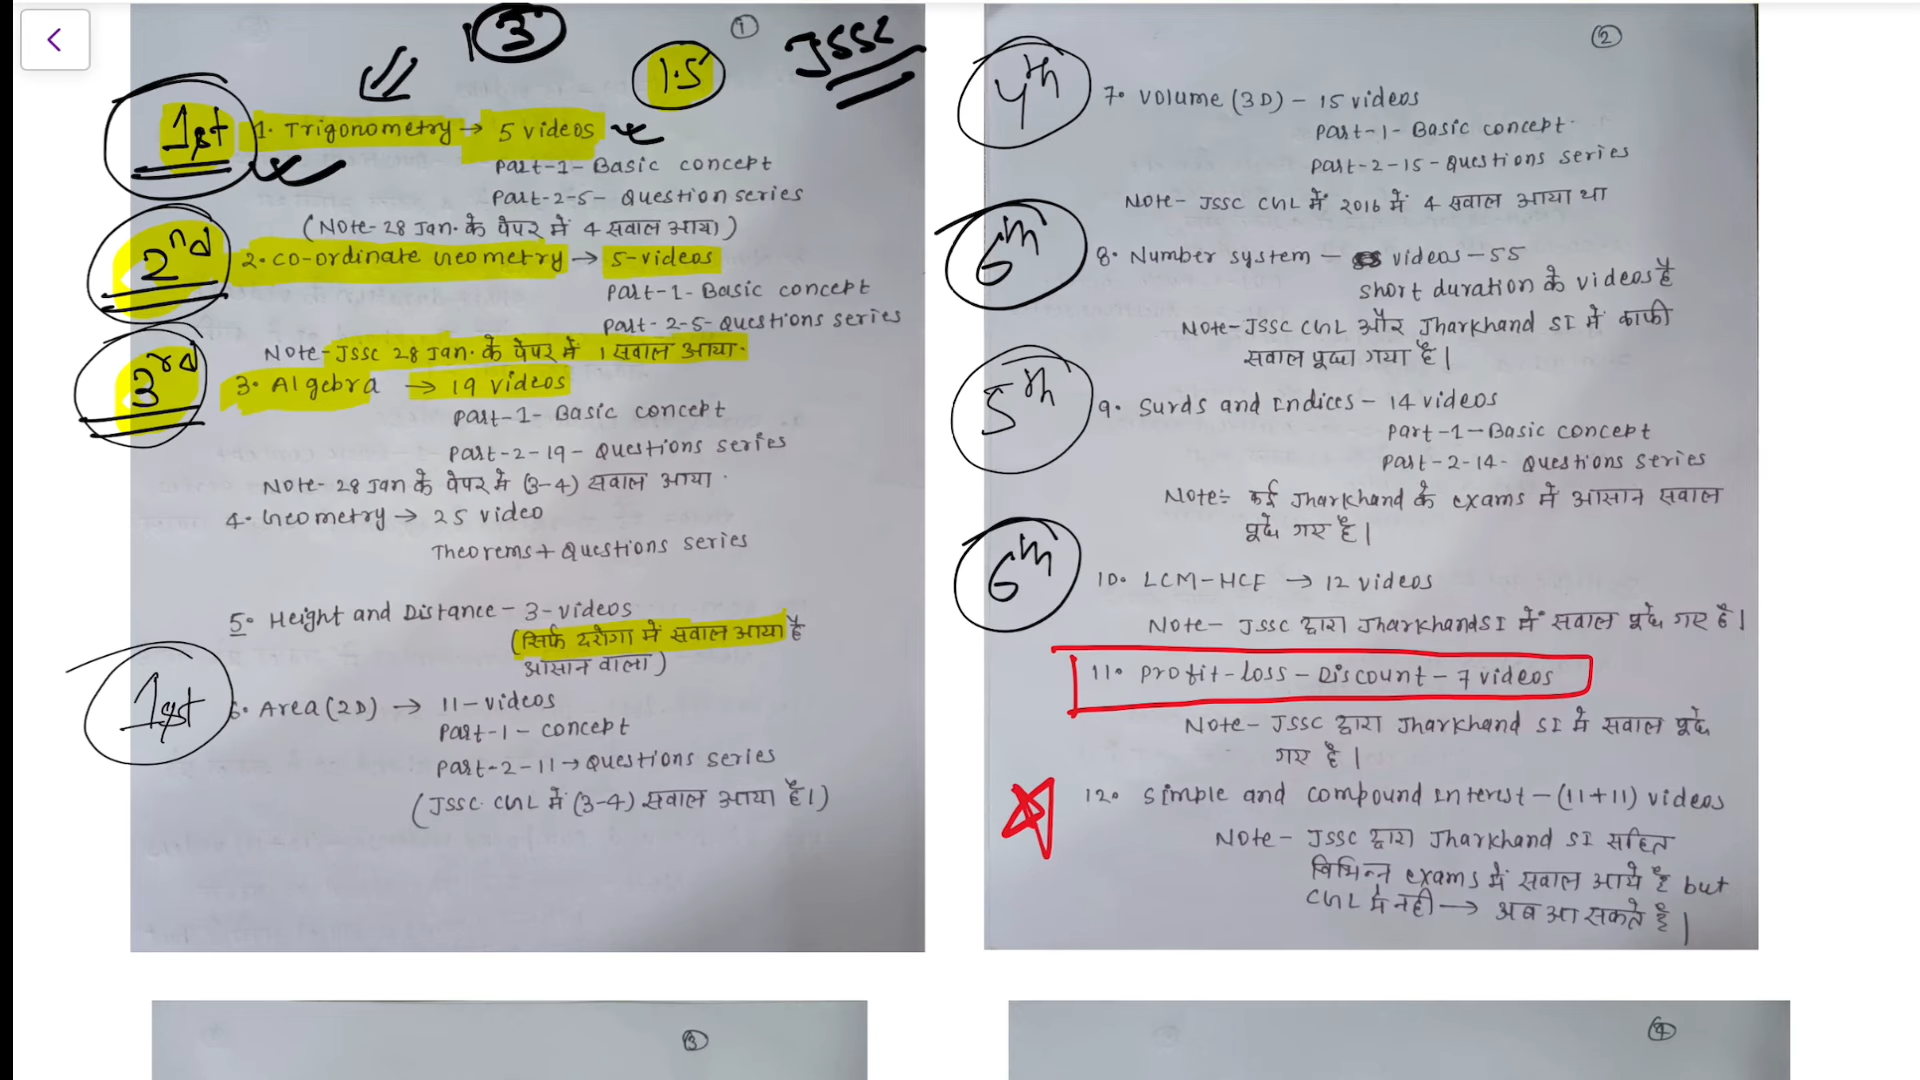 3
1
1.5
JSSC
1st
1. Trigonometry → 5 videos
Part-1- Basic concept
Part-2-5- Question series
(Note-28 Jan. के पेपर में 4 सवाल आया)
2nd
2. Co-ordinate Geometry → 5-videos
Part-1- Basic concept
Part-2-5- Questions series
Note-JSSC 28 Jan. के पेपर में 1 सवाल आया.
3rd
3. Algebra → 19 videos
Part-1- Basic concept
Part-2-19- Questions series
Note- 28 Jan के पेपर में (3-4) सवाल आया
4. Geometry → 25 video
Theorems + Questions series
5. Height and Distance - 3-videos
(सिर्फ दरोगा में सवाल आया है
आसान वाला)
1st
6. Area (2D) → 11-videos
Part-1 - concept
Part-2-11 → Questions series
(JSSC CGL में (3-4) सवाल आया है।)
2
4th
7. Volume (3D) - 15 videos
Part-1- Basic concept
Part-2-15-Questions series
Note- JSSC CGL में 2016 में 4 सवाल आया था
6th
8. Number system - videos - 55
short duration के videos है
Note-JSSC CGL और Jharkhand SI में काफी
सवाल पूछा गया है।
5th
9. Surds and Indices - 14 videos
Part-1-Basic concept
Part-2-14- Questions series
Note:- कई Jharkhand के exams में आसान सवाल
पूछे गए है।
6th
10. LCM-HCF → 12 videos
Note- JSSC द्वारा Jharkhand SI में सवाल पूछे गए है।
11. Profit-loss-Discount- 7 videos
Note- JSSC द्वारा Jharkhand SI में सवाल पूछे
गए है।
12. Simple and compound Interest-(11+11) videos
Note- JSSC द्वारा Jharkhand SI सहित
विभिन्न exams में सवाल आये है but
CGL में नही → अब आ सकते है।
3
4